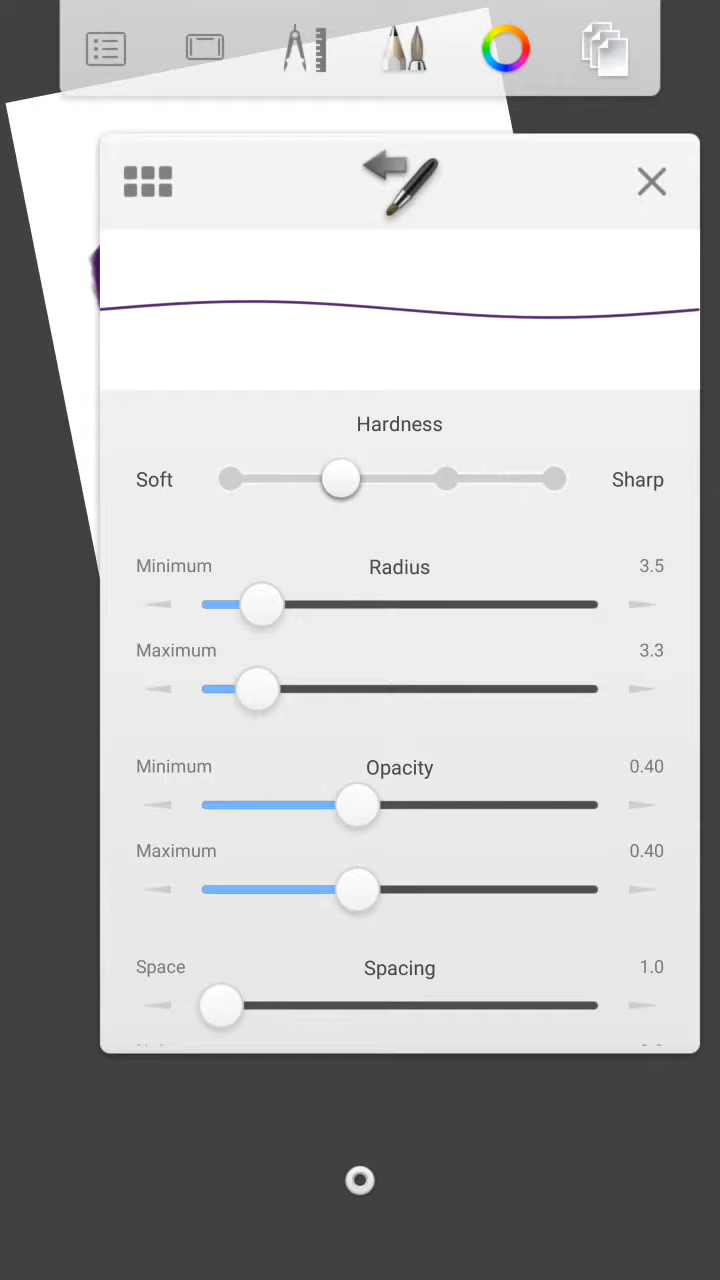 Hardness
Soft Sharp
Minimum Radius 3.5
Maximum 3.3
Minimum Opacity 0.40
Maximum 0.40
Space Spacing 1.0